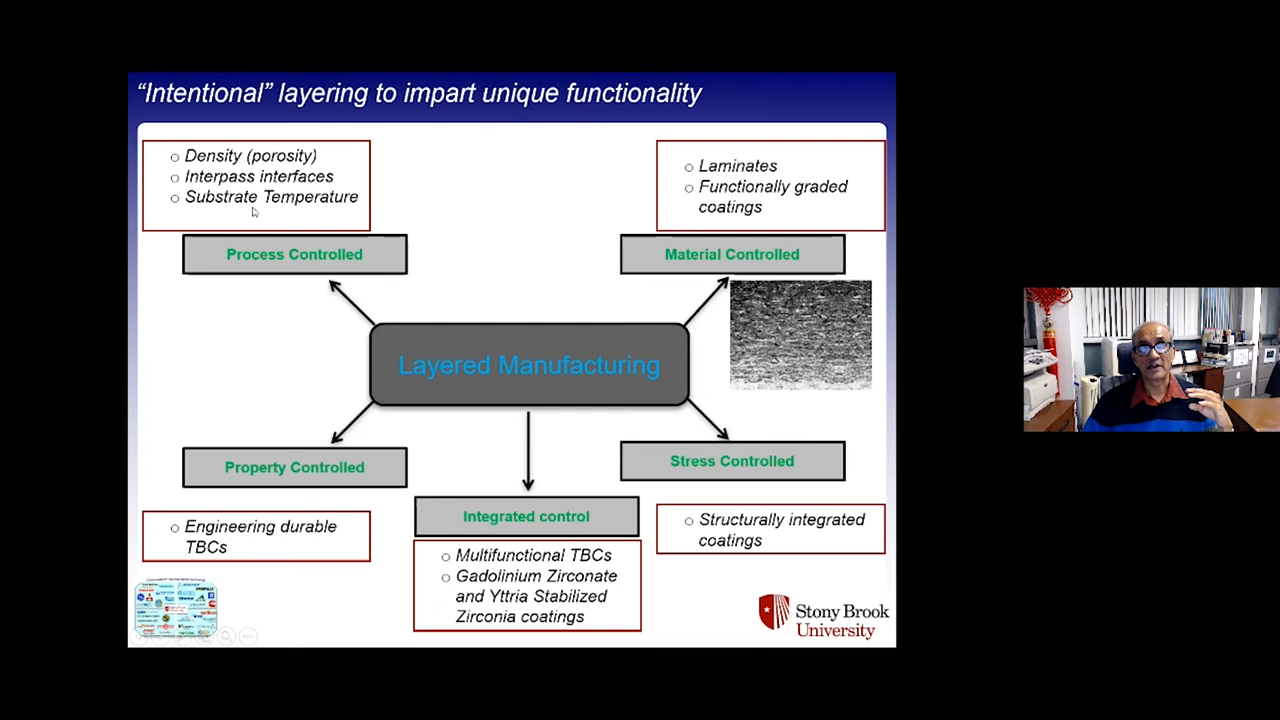 “Intentional” layering to impart unique functionality
Density (porosity)
Interpass interfaces
Substrate Temperature
Laminates
Functionally graded
coatings
Process Controlled
Material Controlled
Layered Manufacturing
Property Controlled
Stress Controlled
Engineering durable
TBCs
Integrated control
Structurally integrated
coatings
Multifunctional TBCs
Gadolinium Zirconate
and Yttria Stabilized
Zirconia coatings
Stony Brook
University